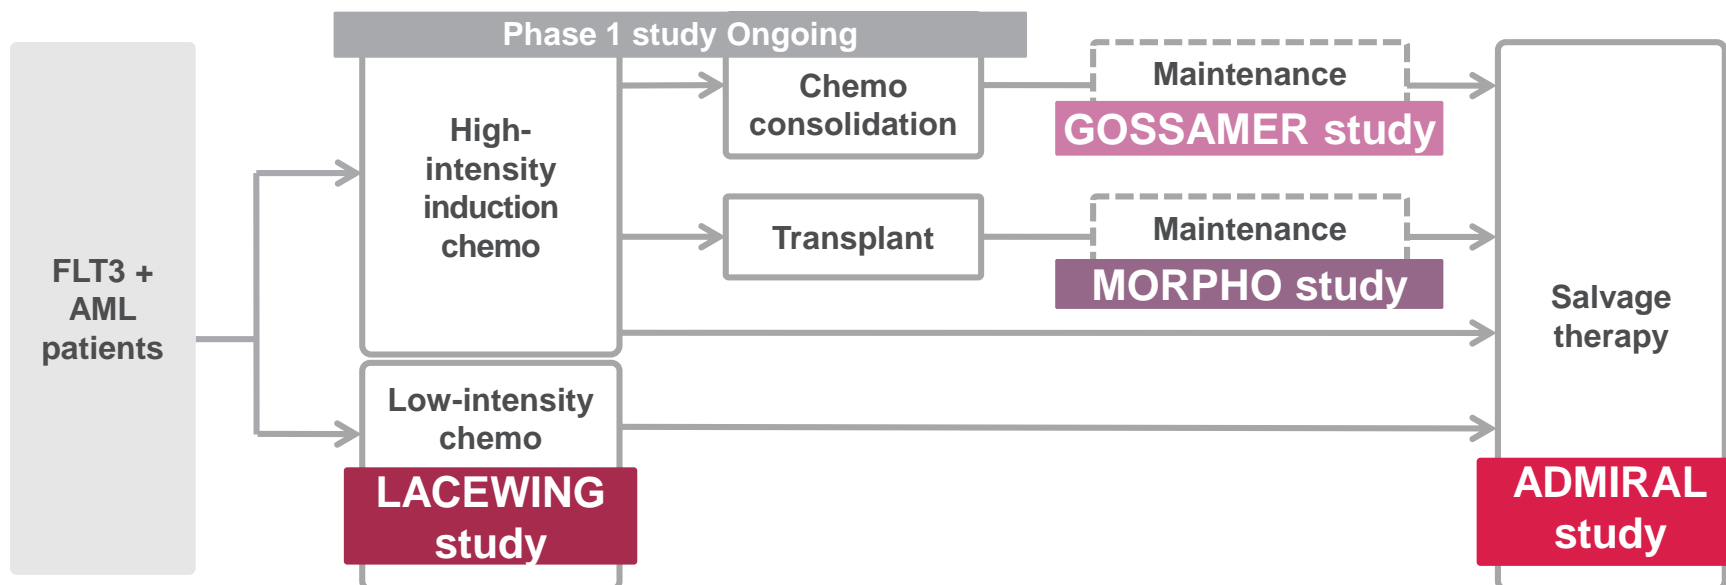 Phase 1 study Ongoing
FLT3 +
AML
patients
High-
intensity
induction
chemo
Chemo
consolidation
Maintenance
GOSSAMER study
Transplant
Maintenance
MORPHO study
Low-intensity
chemo
LACEWING
study
Salvage
therapy
ADMIRAL
study